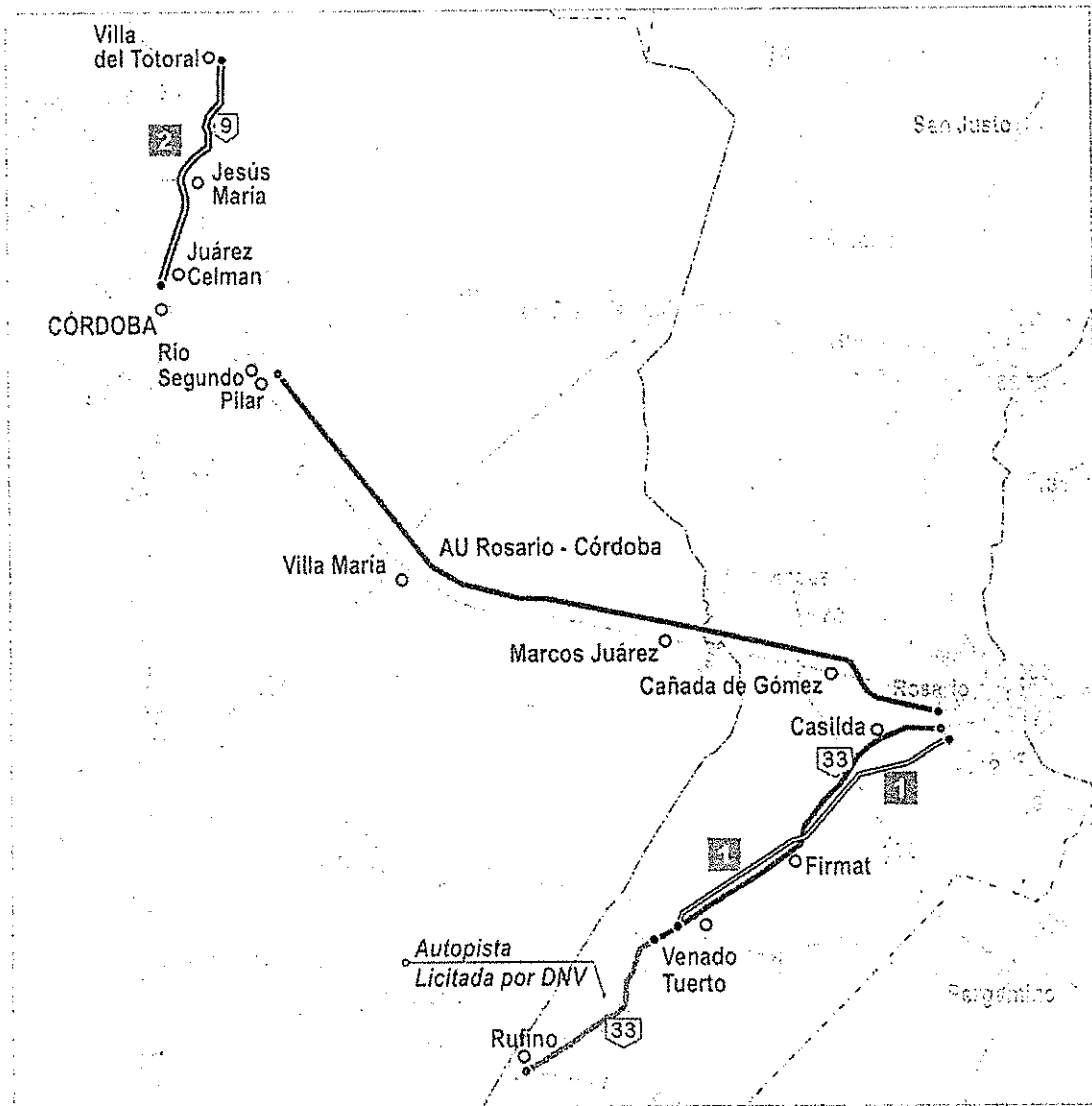 Villa
del Totoral
9
2
San Justo
Jesús
María
Juárez
Celman
CÓRDOBA
Río
Segundo
Pilar
AU Rosario - Córdoba
Villa María
Marcos Juárez
Cañada de Gómez
Rosario
Casilda
33
1
1
Firmat
Autopista
Licitada por DNV
Venado
Tuerto
Pergamino
33
Rufino